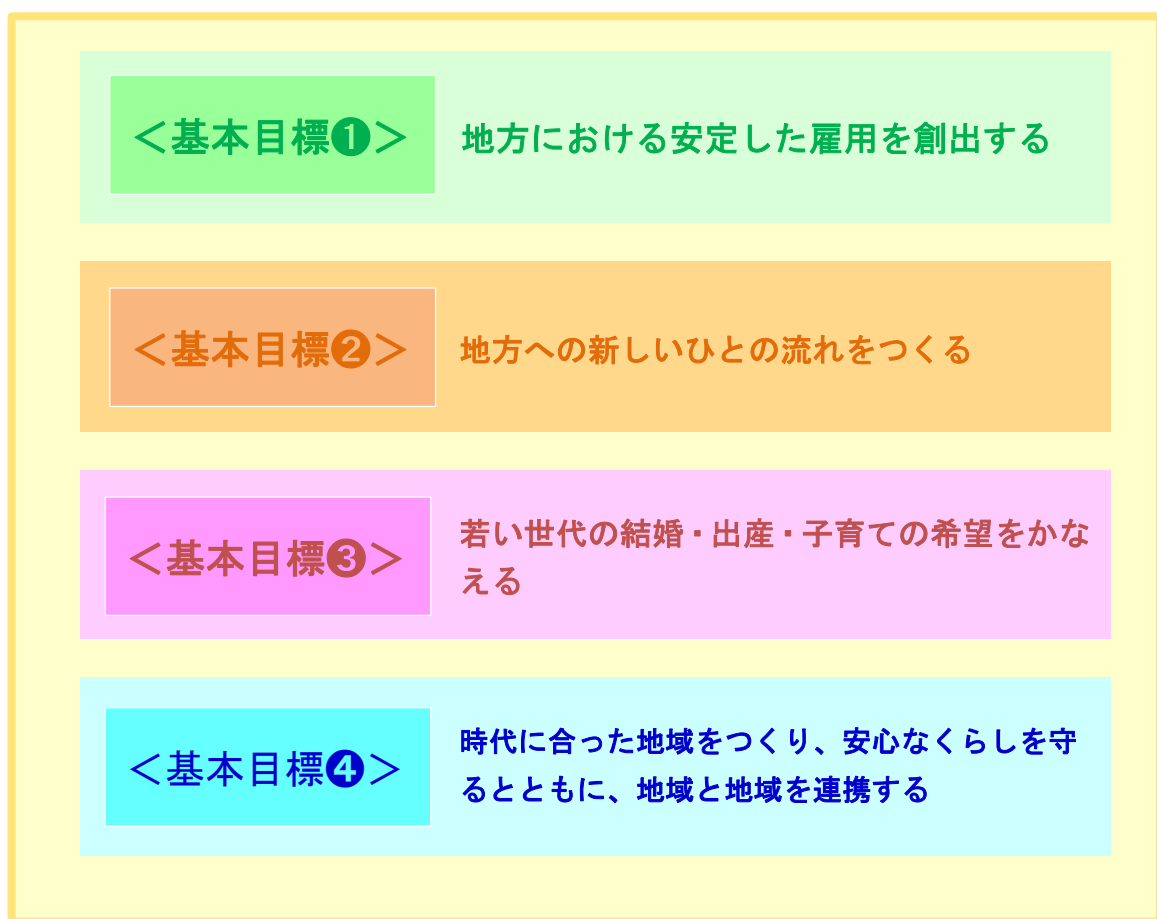 ＜基本目標❶＞
地方における安定した雇用を創出する
＜基本目標❷＞
地方への新しいひとの流れをつくる
＜基本目標❸＞
若い世代の結婚・出産・子育ての希望をかな
える
＜基本目標❹＞
時代に合った地域をつくり、安心なくらしを守
るとともに、地域と地域を連携する